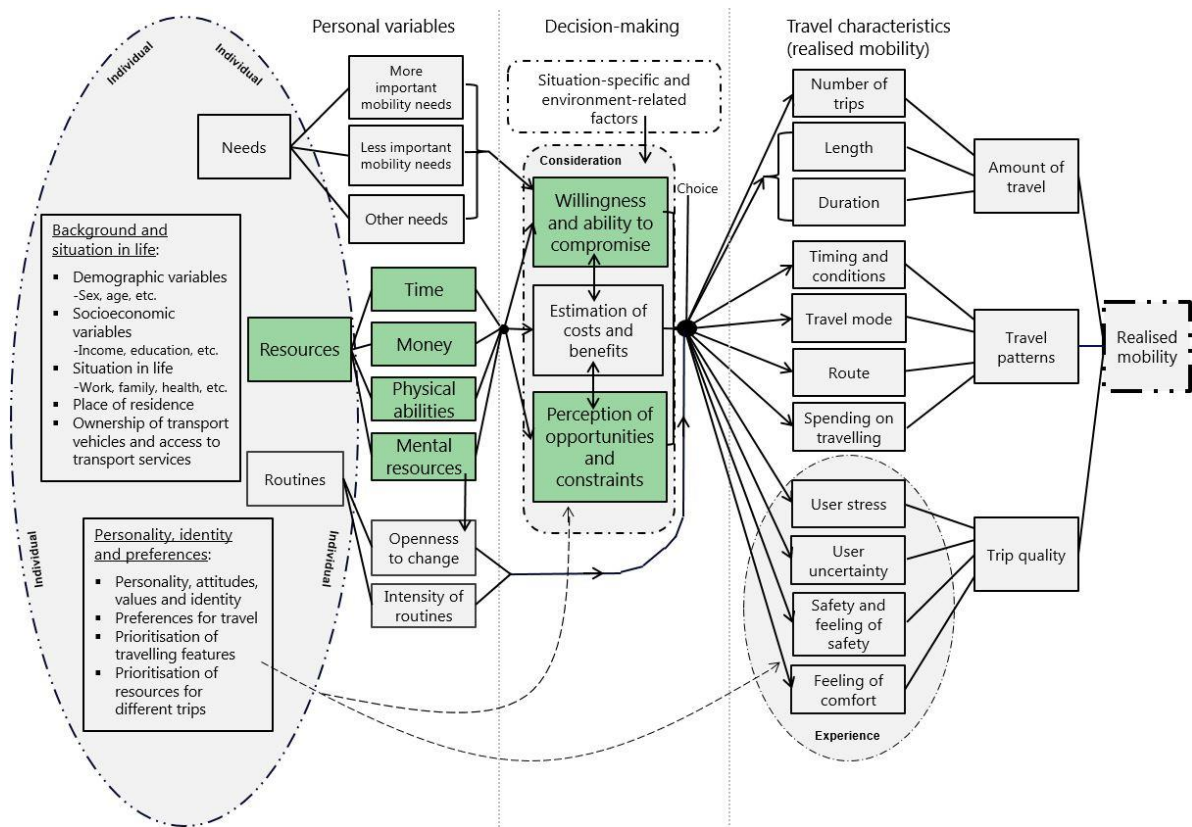 Personal variables
Decision-making
Travel characteristics
(realised mobility)
Individual
Individual
Individual
Individual
Needs
More
important
mobility needs
Less important
mobility needs
Other needs
Background and
situation in life:
▪ Demographic variables
-Sex, age, etc.
▪ Socioeconomic
variables
-Income, education, etc.
▪ Situation in life
-Work, family, health, etc.
▪ Place of residence
▪ Ownership of transport
vehicles and access to
transport services
Resources
Time
Money
Physical
abilities
Mental
resources
Routines
Openness
to change
Intensity of
routines
Personality, identity
and preferences:
▪ Personality, attitudes,
values and identity
▪ Preferences for travel
▪ Prioritisation of
travelling features
▪ Prioritisation of
resources for
different trips
Situation-specific and
environment-related
factors
Consideration
Willingness
and ability to
compromise
Estimation of
costs and
benefits
Perception of
opportunities
and
constraints
Choice
Number of
trips
Length
Duration
Timing and
conditions
Travel mode
Route
Spending on
travelling
User stress
User
uncertainty
Safety and
feeling of
safety
Feeling of
comfort
Experience
Amount of
travel
Travel
patterns
Trip quality
Realised
mobility